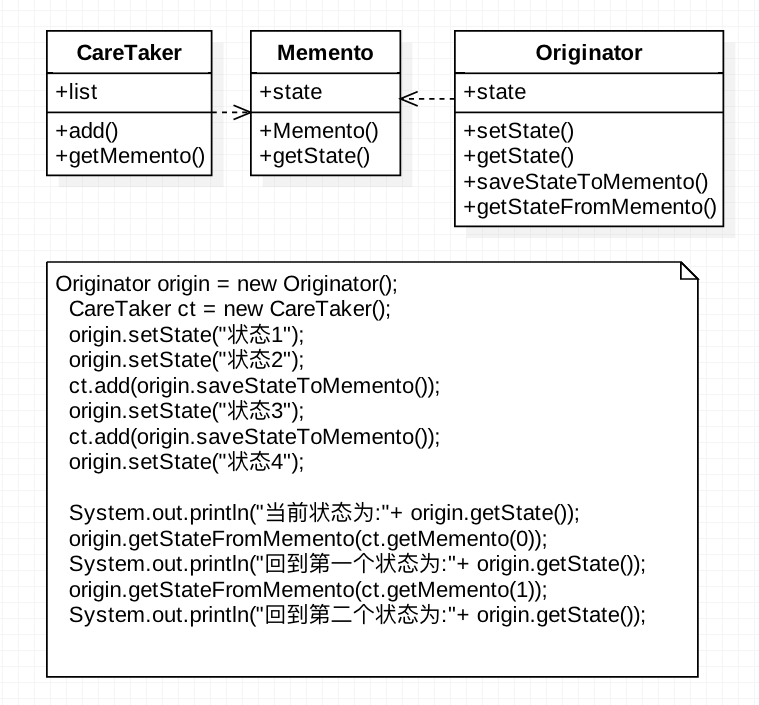 CareTaker
+list
+add()
+getMemento()
Memento
+state
+Memento()
+getState()
Originator
+state
+setState()
+getState()
+saveStateToMemento()
+getStateFromMemento()
Originator origin = new Originator();
CareTaker ct = new CareTaker();
origin.setState("状态1");
origin.setState("状态2");
ct.add(origin.saveStateToMemento());
origin.setState("状态3");
ct.add(origin.saveStateToMemento());
origin.setState("状态4");
System.out.println("当前状态为:"+ origin.getState());
origin.getStateFromMemento(ct.getMemento(0));
System.out.println("回到第一个状态为:"+ origin.getState());
origin.getStateFromMemento(ct.getMemento(1));
System.out.println("回到第二个状态为:"+ origin.getState());